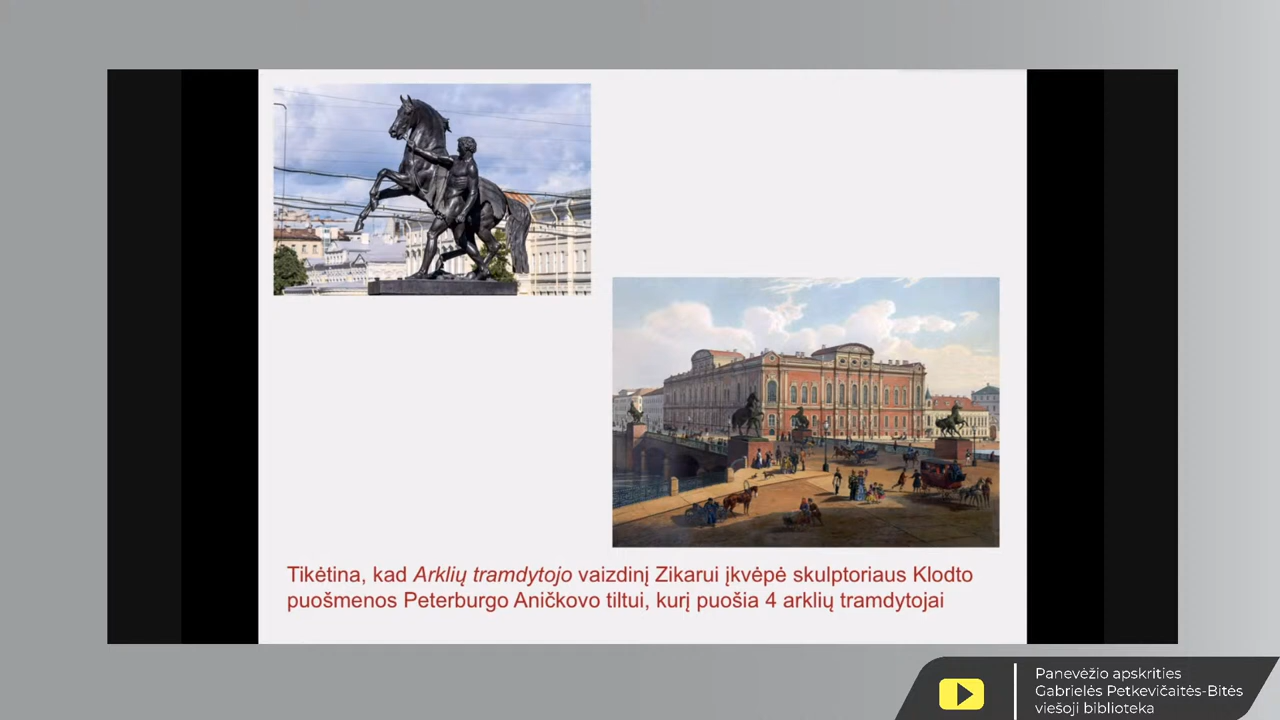 Tikėtina, kad Arklių tramdytojo vaizdinį Zikarui įkvėpė skulptoriaus Klodto
puošmenos Peterburgo Aničkovo tiltui, kurį puošia 4 arklių tramdytojai
Panevėžio apskrities
Gabrielės Petkevičaitės-Bitės
viešoji biblioteka